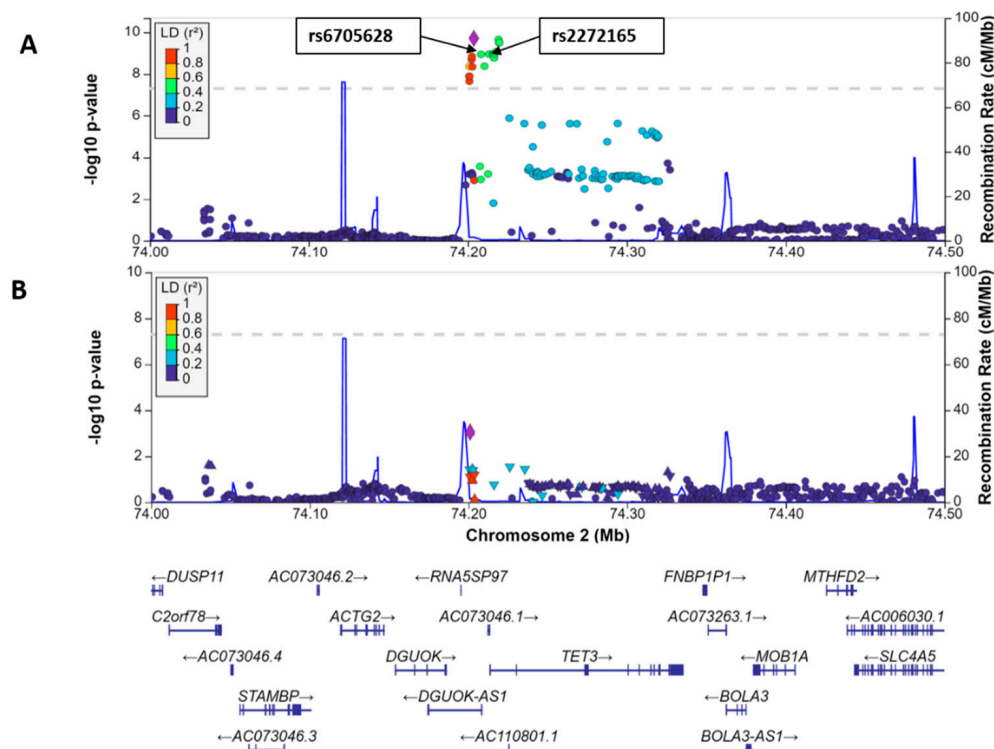 A
rs6705628 rs2272165
LD (r²)
1
0.8
0.6
0.4
0.2
0
10
8
6
4
2
0
-log10 p-value
100
80
60
40
20
0
Recombination Rate (cM/Mb)
74.00 74.10 74.20 74.30 74.40 74.50
B
LD (r²)
1
0.8
0.6
0.4
0.2
0
10
8
6
4
2
0
-log10 p-value
100
80
60
40
20
0
Recombination Rate (cM/Mb)
74.00 74.10 74.20 74.30 74.40 74.50
Chromosome 2 (Mb)
←DUSP11 AC073046.2→ ←RNA5SP97 FNBP1P1→ MTHFD2→
C2orf78→ ACTG2→ AC073046.1→ AC073263.1→ ←AC006030.1
←AC073046.4 DGUOK→ TET3→ ←MOB1A ←SLC4A5
STAMBP→ ←DGUOK-AS1 ←BOLA3
←AC073046.3 ←AC110801.1 BOLA3-AS1→